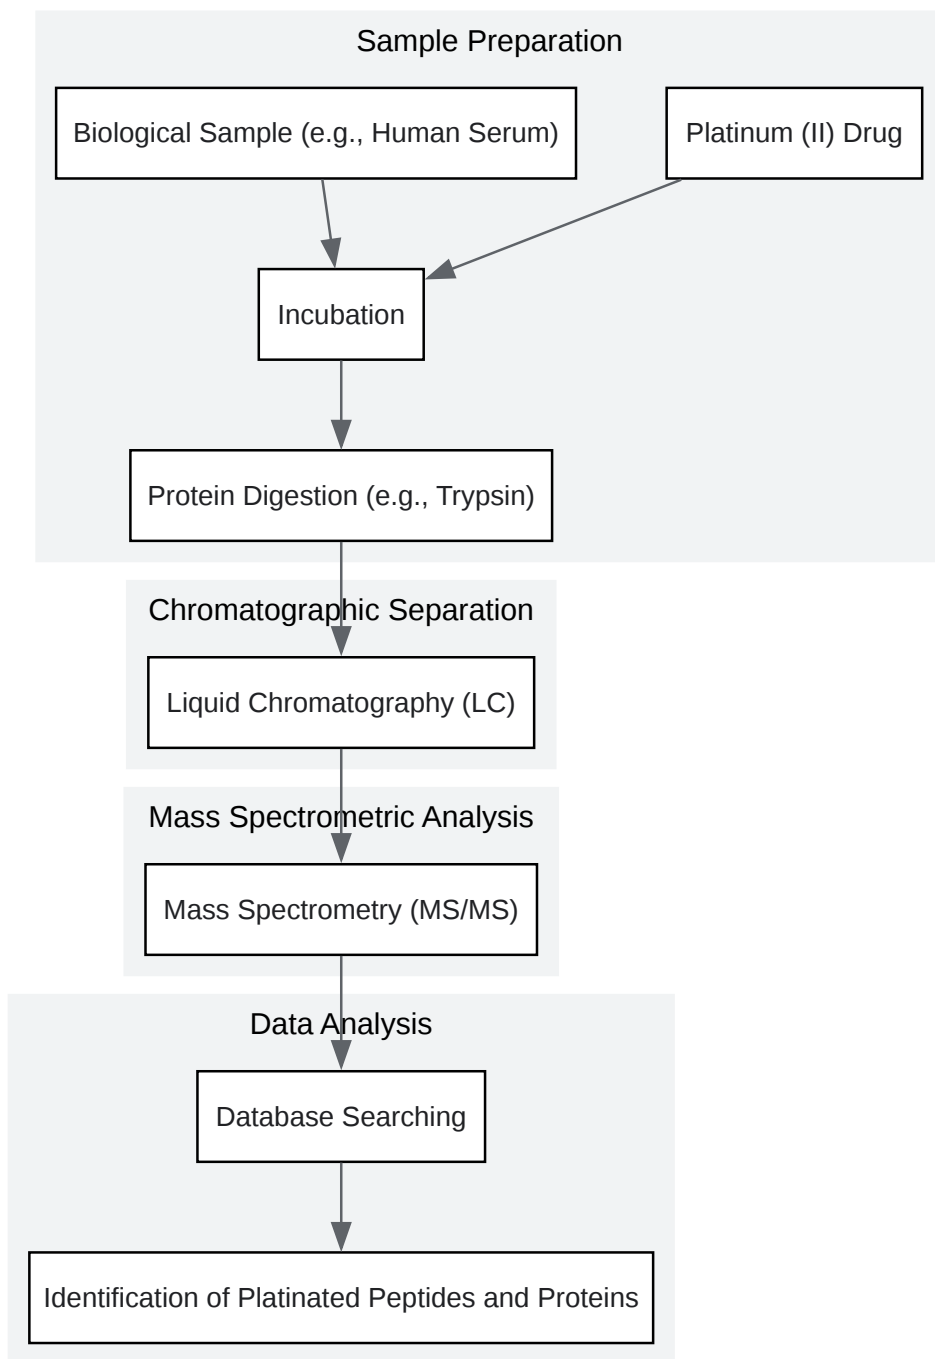 Sample Preparation
Biological Sample (e.g., Human Serum)
Platinum (II) Drug
Incubation
Protein Digestion (e.g., Trypsin)
Chromatographic Separation
Liquid Chromatography (LC)
Mass Spectrometric Analysis
Mass Spectrometry (MS/MS)
Data Analysis
Database Searching
Identification of Platinated Peptides and Proteins